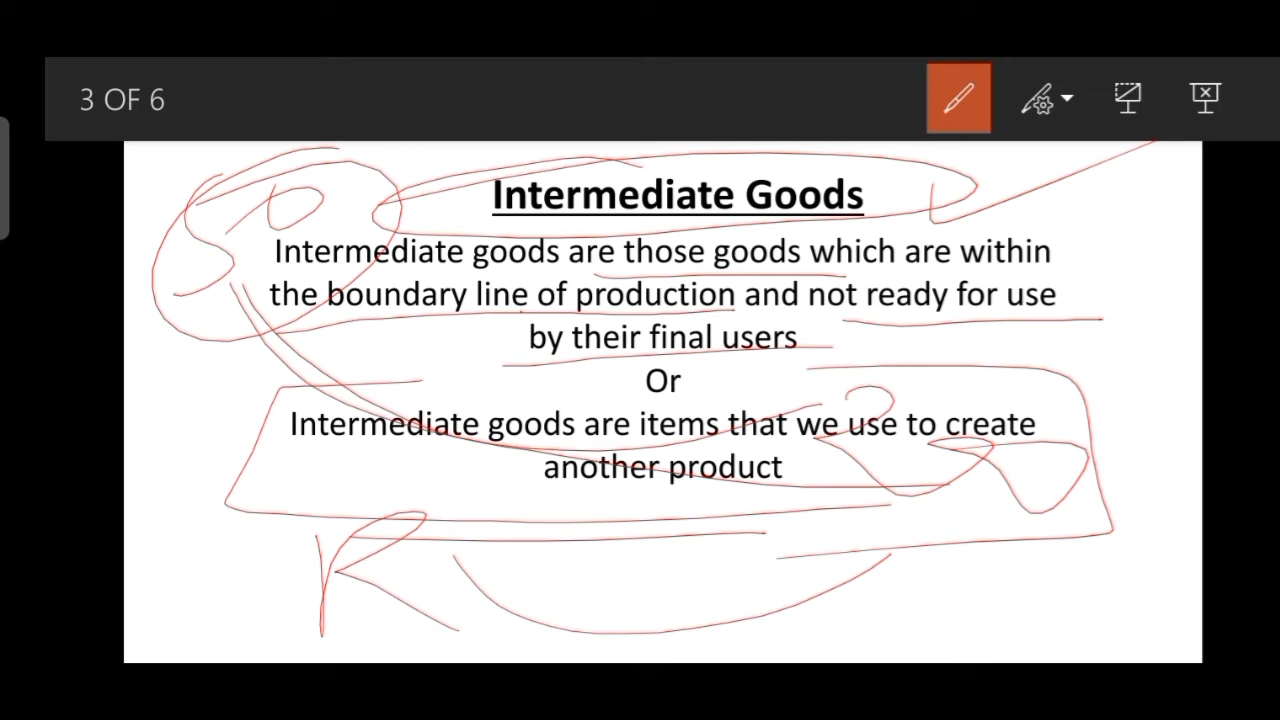 3 OF 6
Intermediate Goods
Intermediate goods are those goods which are within
the boundary line of production and not ready for use
by their final users
Or
Intermediate goods are items that we use to create
another product
R